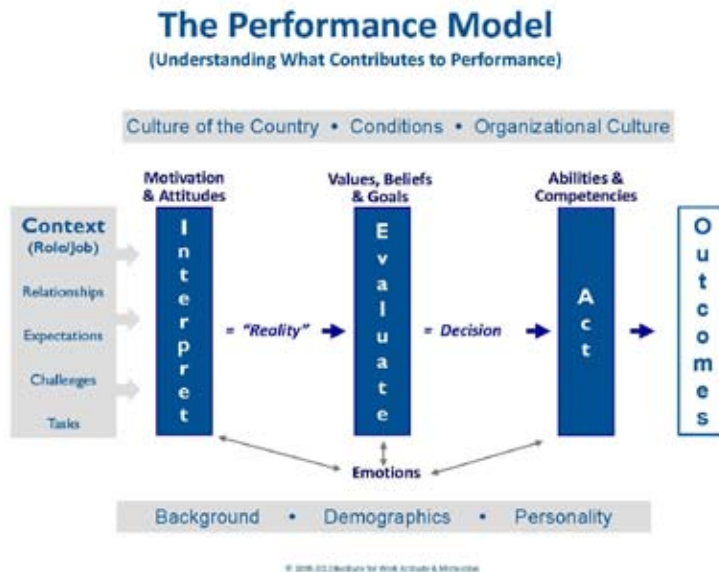 The Performance Model
(Understanding What Contributes to Performance)
Culture of the Country • Conditions • Organizational Culture
Motivation
& Attitudes
Values, Beliefs
& Goals
Abilities &
Competencies
Context
(Role/Job)
Relationships
Expectations
Challenges
Tasks
Interpret
= "Reality"
Evaluate
= Decision
Act
Outcomes
Emotions
Background • Demographics • Personality